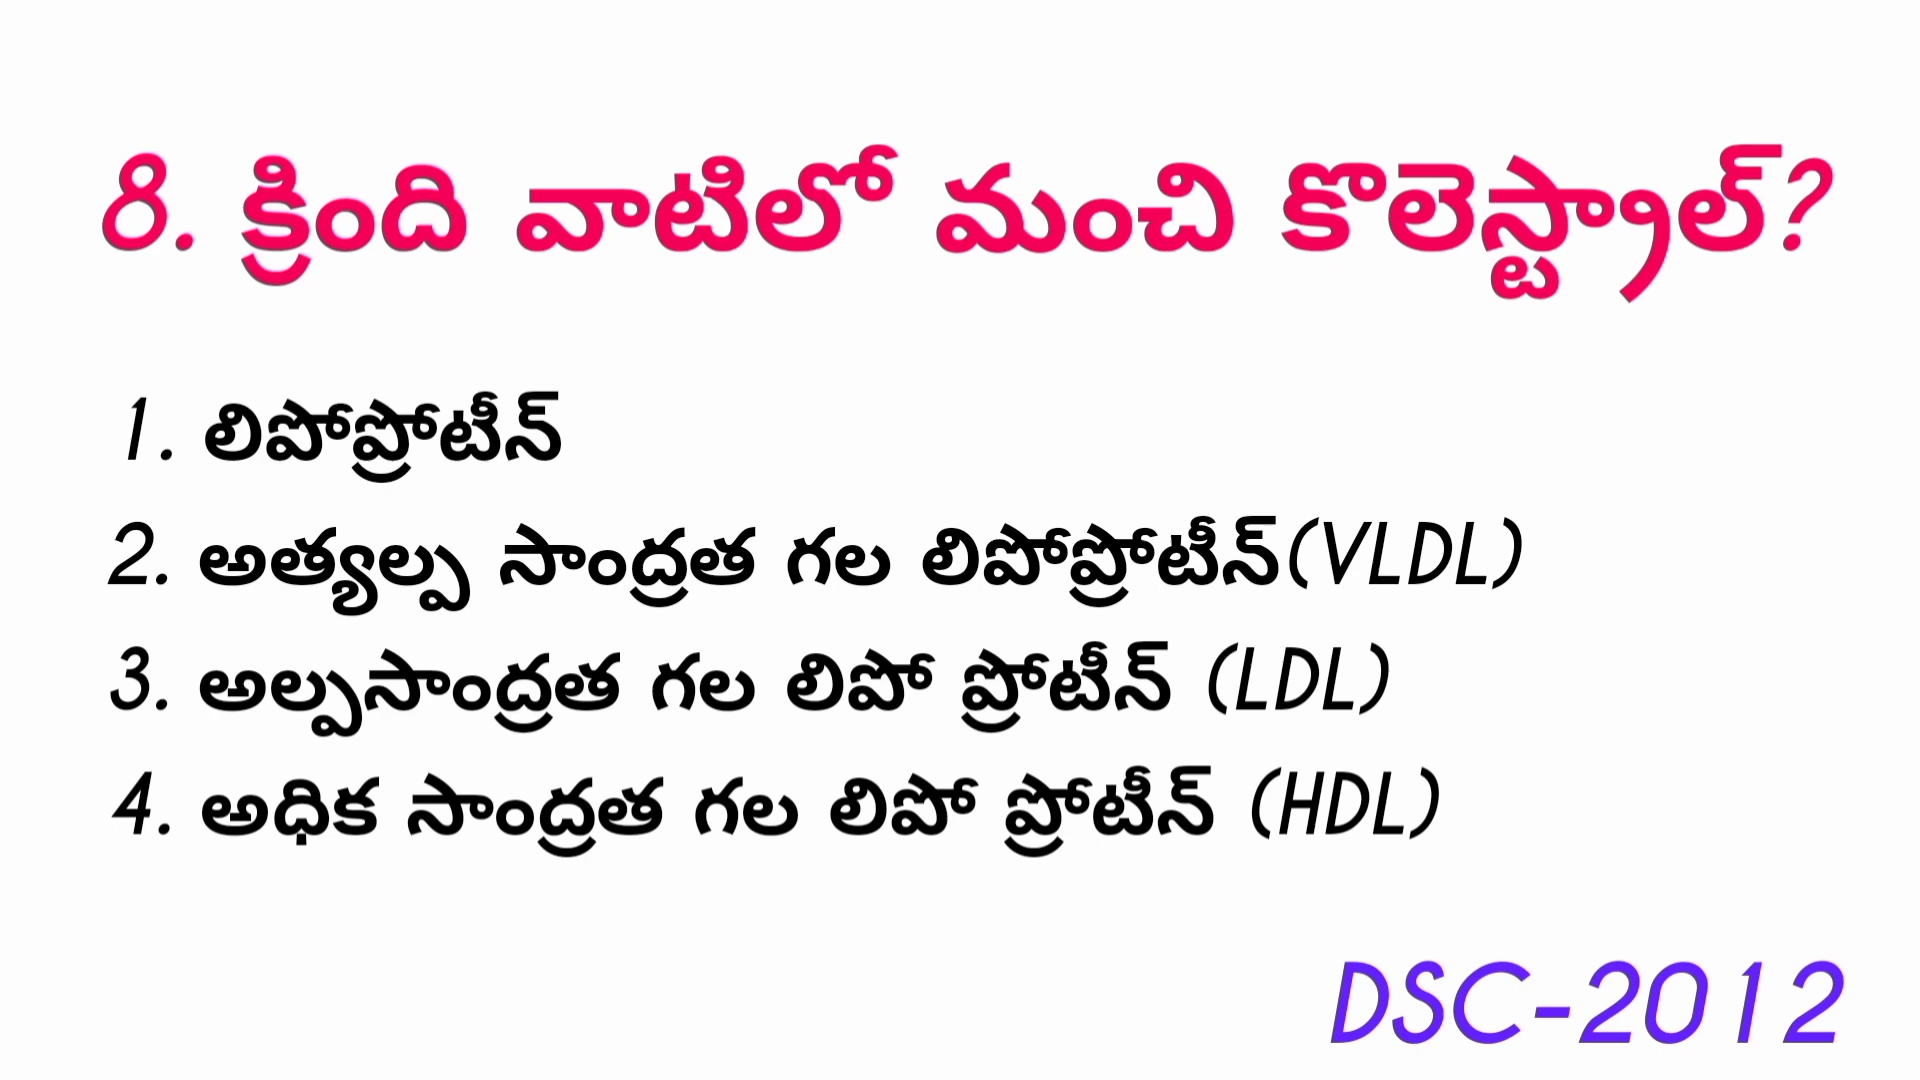 8. క్రింది వాటిలో మంచి కొలెస్ట్రాల్?
1. లిపోప్రోటీన్
2. అత్యల్ప సాంద్రత గల లిపోప్రోటీన్(VLDL)
3. అల్పసాంద్రత గల లిపో ప్రోటీన్ (LDL)
4. అధిక సాంద్రత గల లిపో ప్రోటీన్ (HDL)
DSC-2012